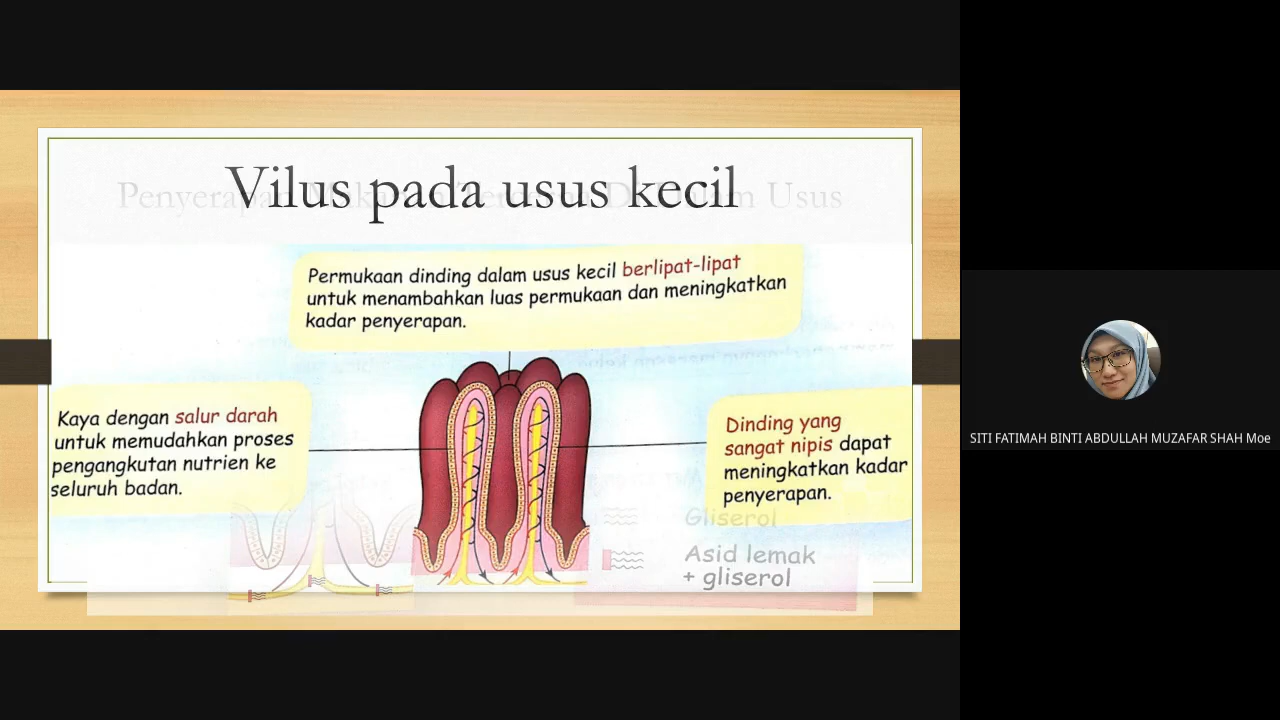 Vilus pada usus kecil
Permukaan dinding dalam usus kecil berlipat-lipat
untuk menambahkan luas permukaan dan meningkatkan
kadar penyerapan.
Kaya dengan salur darah
untuk memudahkan proses
pengangkutan nutrien ke
seluruh badan.
Dinding yang
sangat nipis dapat
meningkatkan kadar
penyerapan.
Gliserol
Asid lemak
+ gliserol
SITI FATIMAH BINTI ABDULLAH MUZAFAR SHAH Moe